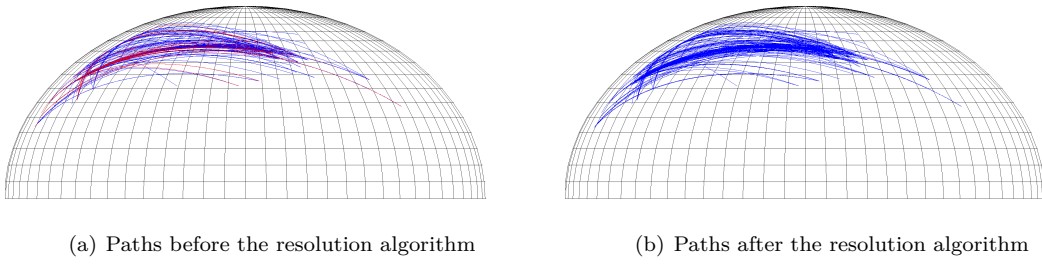 (a) Paths before the resolution algorithm
(b) Paths after the resolution algorithm